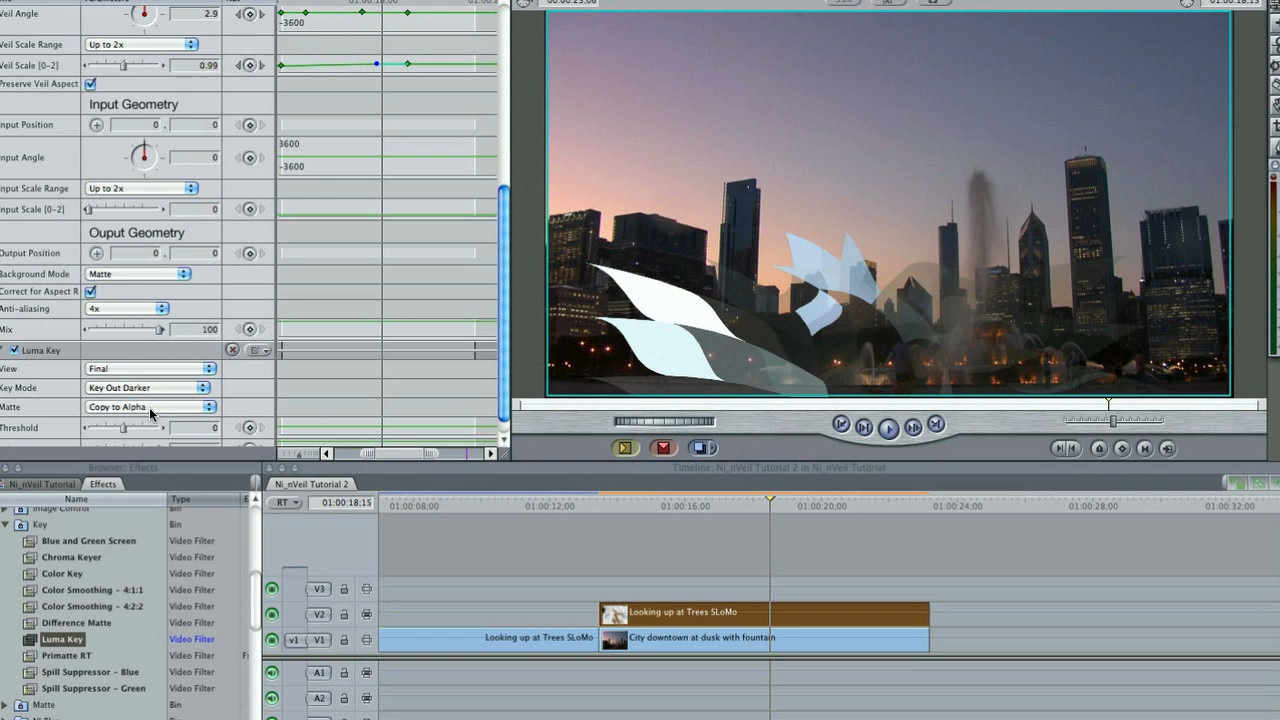 Veil Angle 2.9
-3600
Veil Scale Range Up to 2x
Veil Scale [0-2] 0.99
Preserve Veil Aspect
Input Geometry
Input Position 0 , 0
3600
Input Angle 0
-3600
Input Scale Range Up to 2x
Input Scale [0-2] 0
Ouput Geometry
Output Position 0 , 0
Background Mode Matte
Correct for Aspect R
Anti-aliasing 4x
Mix 100
Luma Key
View Final
Key Mode Key Out Darker
Matte Copy to Alpha
Threshold 0
Browser: Effects
Ni_nVeil Tutorial Effects
Name Type E
Image Control Bin
Key Bin
Blue and Green Screen Video Filter
Chroma Keyer Video Filter
Color Key Video Filter
Color Smoothing - 4:1:1 Video Filter
Color Smoothing - 4:2:2 Video Filter
Difference Matte Video Filter
Luma Key Video Filter
Primatte RT Video Filter
Spill Suppressor - Blue Video Filter
Spill Suppressor - Green Video Filter
Matte Bin
Timeline: Ni_nVeil Tutorial 2 in Ni_nVeil Tutorial
Ni_nVeil Tutorial 2
RT 01:00:18;15 01:00:08;00 01:00:12;00 01:00:16;00 01:00:20;00 01:00:24;00 01:00:28;00 01:00:32;00
V3
V2 Looking up at Trees SLoMo
v1 V1 Looking up at Trees SLoMo City downtown at dusk with fountain
A1
A2